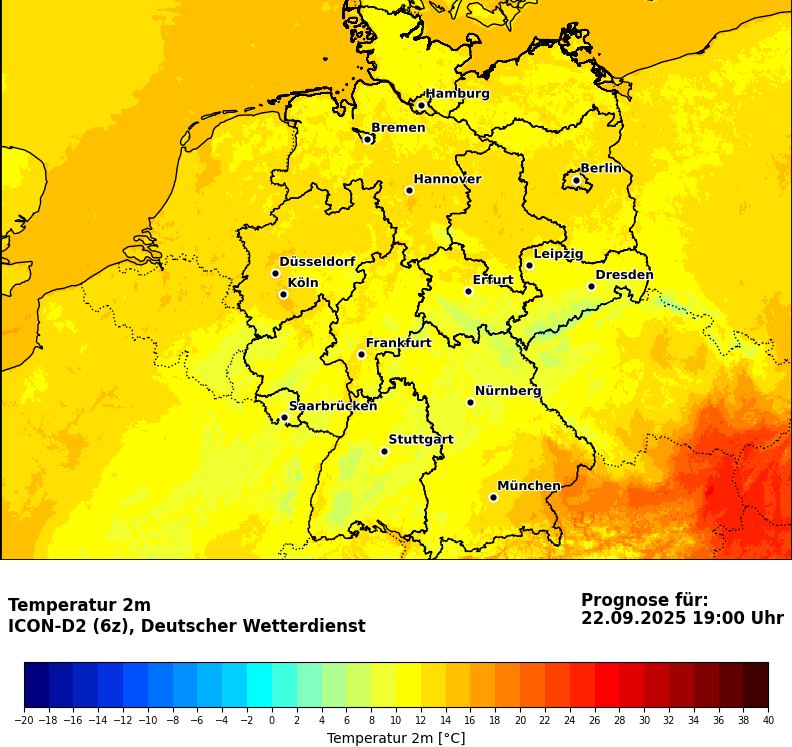 Hamburg
Bremen
Berlin
Hannover
Leipzig
Düsseldorf
Dresden
Köln
Erfurt
Frankfurt
Nürnberg
Saarbrücken
Stuttgart
München
Temperatur 2m
ICON-D2 (6z), Deutscher Wetterdienst
Prognose für:
22.09.2025 19:00 Uhr
−20 −18 −16 −14 −12 −10 −8 −6 −4 −2 0 2 4 6 8 10 12 14 16 18 20 22 24 26 28 30 32 34 36 38 40
Temperatur 2m [°C]